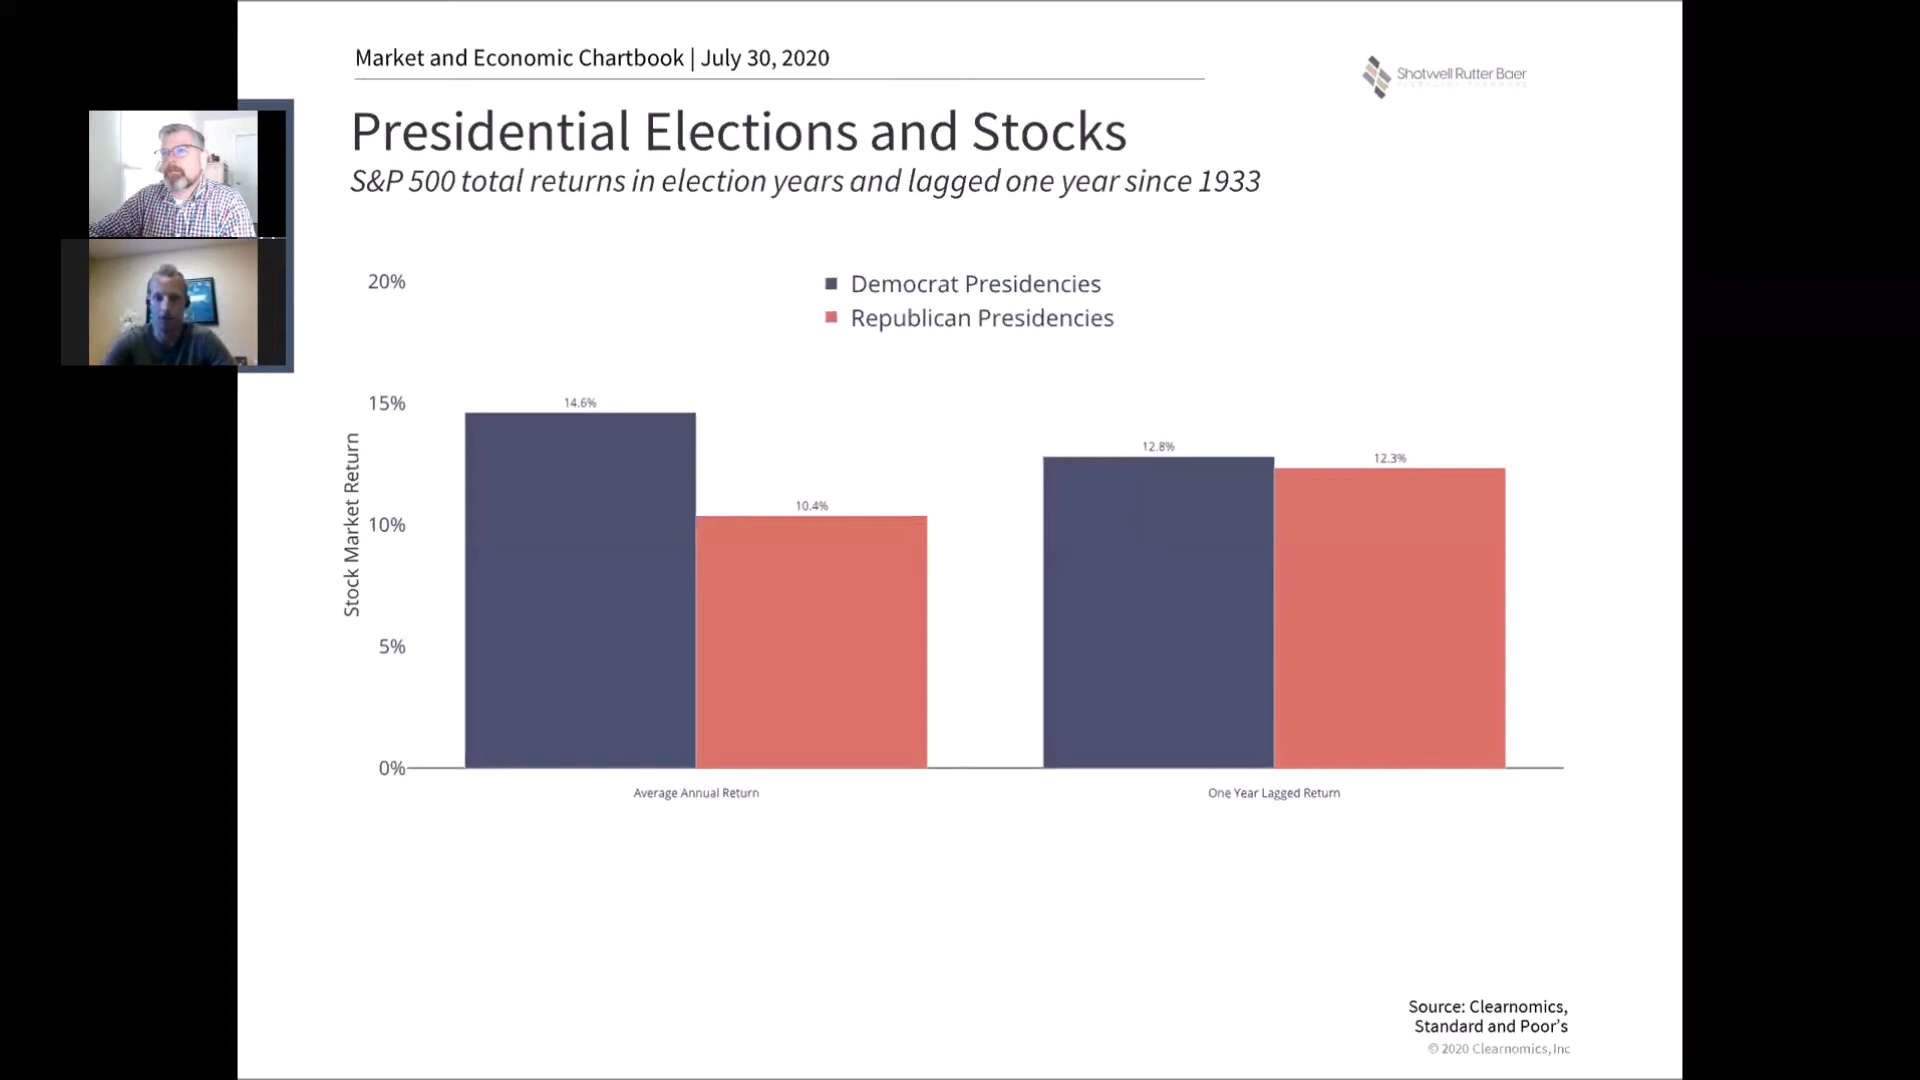 Market and Economic Chartbook | July 30, 2020
Shotwell Rutter Baer
Presidential Elections and Stocks
S&P 500 total returns in election years and lagged one year since 1933
Democrat Presidencies
Republican Presidencies
Stock Market Return
20%
15%
10%
5%
0%
14.6%
10.4%
12.8%
12.3%
Average Annual Return
One Year Lagged Return
Source: Clearnomics,
Standard and Poor's
© 2020 Clearnomics, Inc